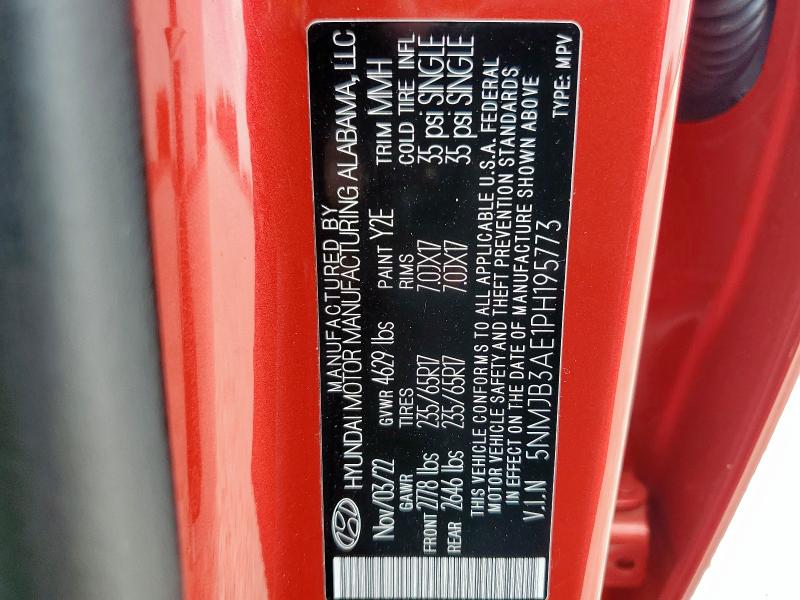 MANUFACTURED BY
HYUNDAI MOTOR MANUFACTURING ALABAMA, LLC
Nov/03/22 GVWR 4629 lbs PAINT Y2E TRIM MMH
GAWR TIRES RIMS COLD TIRE INFL
FRONT 2778 lbs 235/65R17 7.0JX17 35 psi SINGLE
REAR 2646 lbs 235/65R17 7.0JX17 35 psi SINGLE
THIS VEHICLE CONFORMS TO ALL APPLICABLE U.S.A. FEDERAL
MOTOR VEHICLE SAFETY AND THEFT PREVENTION STANDARDS
IN EFFECT ON THE DATE OF MANUFACTURE SHOWN ABOVE
V.I.N 5NMJB3AE1PH195773 TYPE: MPV